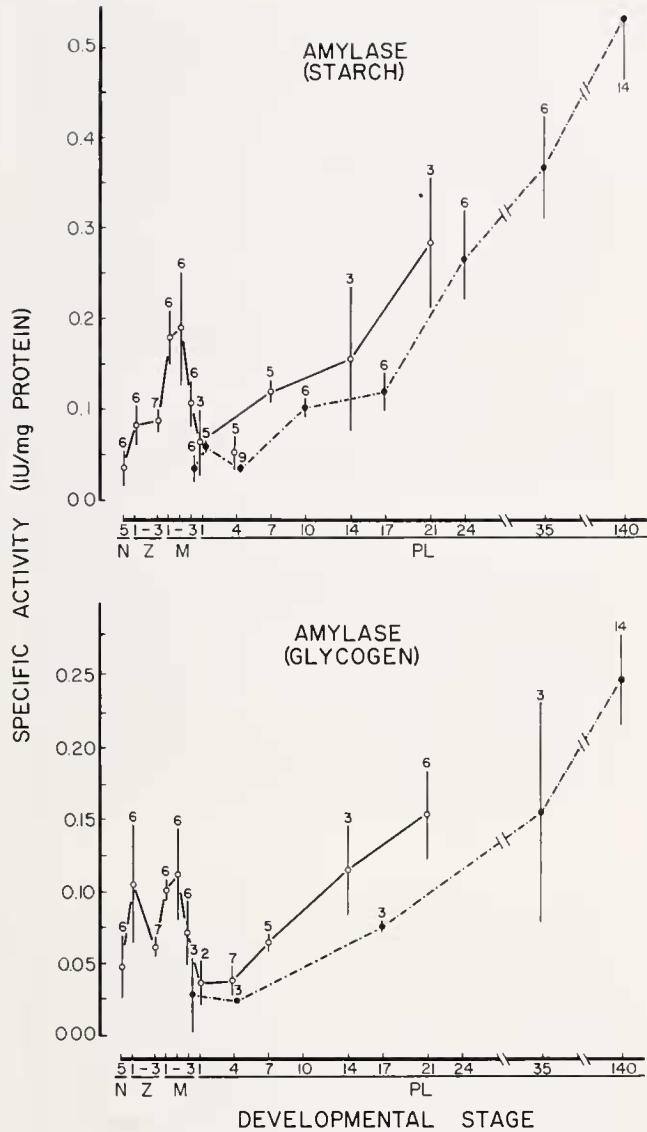 AMYLASE
(STARCH)
0.5
0.4
0.3
0.2
0.1
0.0
6 6 7 6 6 6 3 6 5 5 9 5 6 3 6 3 6 6 14
5 1 – 3 1 – 3 1 4 7 10 14 17 21 24 35 140
N Z M PL
SPECIFIC ACTIVITY (IU/mg PROTEIN)
AMYLASE
(GLYCOGEN)
0.25
0.20
0.15
0.10
0.05
0.00
6 6 7 6 6 6 3 2 7 3 5 3 3 6 3 14
5 1 – 3 1 – 3 1 4 7 10 14 17 21 24 35 140
N Z M PL
DEVELOPMENTAL STAGE